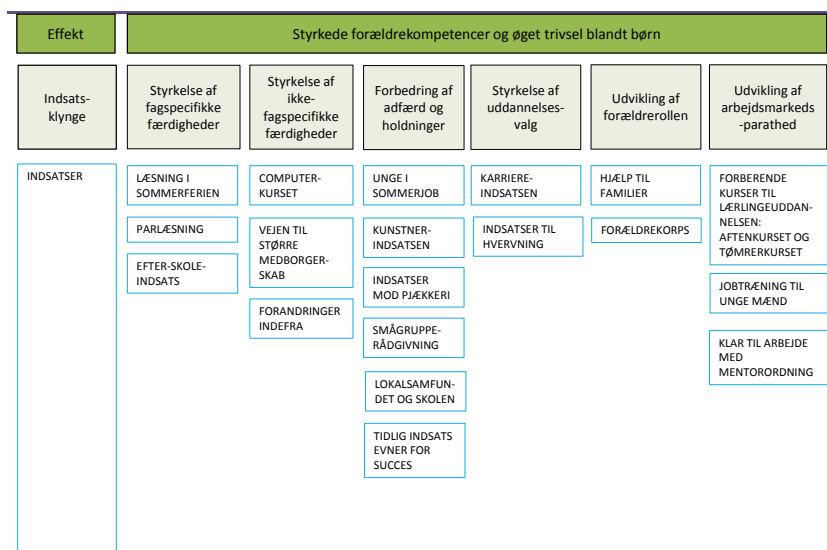 Effekt
Styrkede forældrekompetencer og øget trivsel blandt børn
Indsats-
klynge
Styrkelse af
fagspecifikke
færdigheder
Styrkelse af
ikke-
fagspecifikke
færdigheder
Forbedring af
adfærd og
holdninger
Styrkelse af
uddannelses-
valg
Udvikling af
forældrerollen
Udvikling af
arbejdsmarkeds
-parathed
INDSATSER
LÆSNING I
SOMMERFERIEN
PARLÆSNING
EFTER-SKOLE-
INDSATS
COMPUTER-
KURSET
VEJEN TIL
STØRRE
MEDBORGER-
SKAB
FORANDRINGER
INDEFRA
UNGE I
SOMMERJOB
KUNSTNER-
INDSATSEN
INDSATSER
MOD PJÆKKERI
SMÅGRUPPE-
RÅDGIVNING
LOKALSAMFUN-
DET OG SKOLEN
TIDLIG INDSATS
EVNER FOR
SUCCES
KARRIERE-
INDSATSEN
INDSATSER TIL
HVERVNING
HJÆLP TIL
FAMILIER
FORÆLDREKORPS
FORBERENDE
KURSER TIL
LÆRLINGEUDDAN-
NELSEN:
AFTENKURSET OG
TØMRERKURSET
JOBTRÆNING TIL
UNGE MÆND
KLAR TIL ARBEJDE
MED
MENTORORDNING